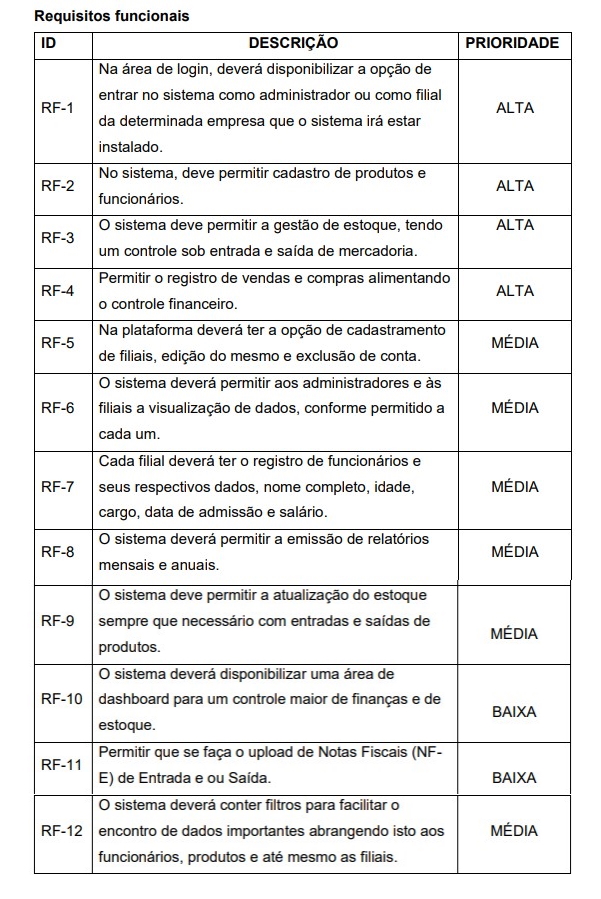 Requisitos funcionais
ID DESCRIÇÃO PRIORIDADE
Na área de login, deverá disponibilizar a opção de
entrar no sistema como administrador ou como filial
RF-1 ALTA
da determinada empresa que o sistema irá estar
instalado.
No sistema, deve permitir cadastro de produtos e
RF-2 ALTA
funcionários.
O sistema deve permitir a gestão de estoque, tendo ALTA
RF-3
um controle sob entrada e saída de mercadoria.
Permitir o registro de vendas e compras alimentando
RF-4 ALTA
o controle financeiro.
Na plataforma deverá ter a opção de cadastramento
RF-5 MÉDIA
de filiais, edição do mesmo e exclusão de conta.
O sistema deverá permitir aos administradores e às
RF-6 filiais a visualização de dados, conforme permitido a MÉDIA
cada um.
Cada filial deverá ter o registro de funcionários e
RF-7 seus respectivos dados, nome completo, idade, MÉDIA
cargo, data de admissão e salário.
O sistema deverá permitir a emissão de relatórios
RF-8 MÉDIA
mensais e anuais.
O sistema deve permitir a atualização do estoque
RF-9 sempre que necessário com entradas e saídas de MÉDIA
produtos.
O sistema deverá disponibilizar uma área de
RF-10 dashboard para um controle maior de finanças e de BAIXA
estoque.
Permitir que se faça o upload de Notas Fiscais (NF-
RF-11
E) de Entrada e ou Saída. BAIXA
O sistema deverá conter filtros para facilitar o
RF-12 encontro de dados importantes abrangendo isto aos MÉDIA
funcionários, produtos e até mesmo as filiais.